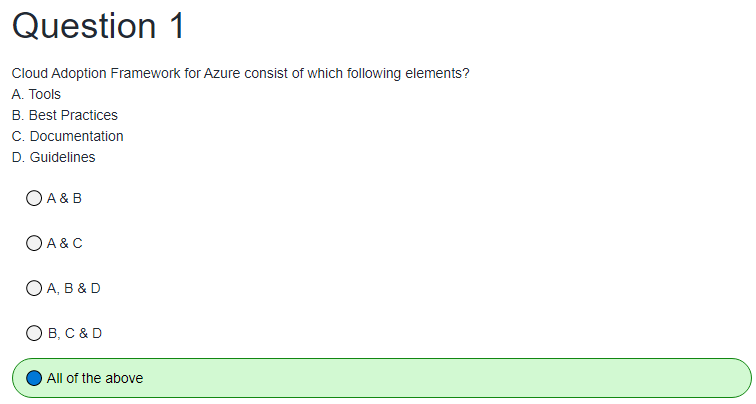 Question 1
Cloud Adoption Framework for Azure consist of which following elements?
A. Tools
B. Best Practices
C. Documentation
D. Guidelines
A & B
A & C
A, B & D
B, C & D
All of the above